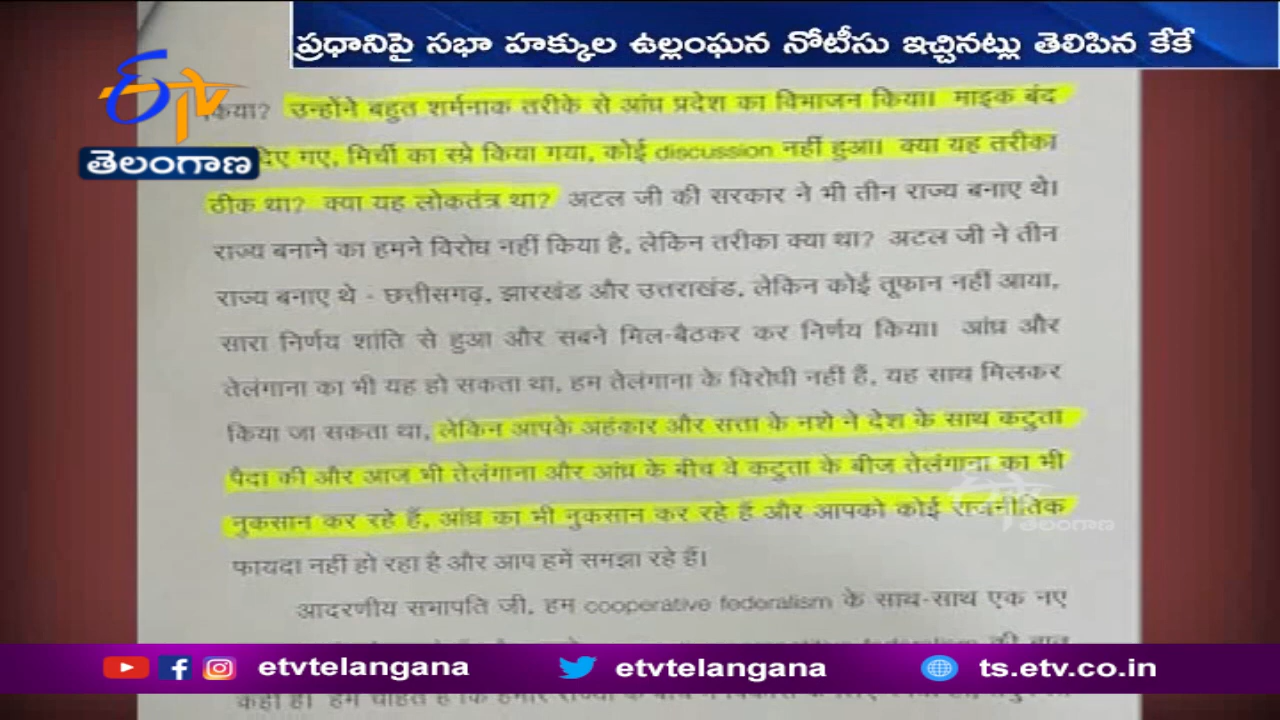 ప్రధానిపై సభా హక్కుల ఉల్లంఘన నోటీసు ఇచ్చినట్లు తెలిపిన కేకే
ETV
తెలంగాణ
किया? उन्होंने बहुत शर्मनाक तरीके से आंध्र प्रदेश का विभाजन किया। माइक बंद
दिए गए, मिर्ची का स्प्रे किया गया, कोई discussion नहीं हुआ। क्या यह तरीका
ठीक था? क्या यह लोकतंत्र था? अटल जी की सरकार ने भी तीन राज्य बनाए थे।
राज्य बनाने का हमने विरोध नहीं किया है, लेकिन तरीका क्या था? अटल जी ने तीन
राज्य बनाए थे - छत्तीसगढ़, झारखंड और उत्तराखंड, लेकिन कोई तूफान नहीं आया,
सारा निर्णय शांति से हुआ और सबने मिल-बैठकर कर निर्णय किया। आंध्र और
तेलंगाना का भी यह हो सकता था, हम तेलंगाना के विरोधी नहीं हैं, यह साथ मिलकर
किया जा सकता था, लेकिन आपके अहंकार और सत्ता के नशे ने देश के साथ कटुता
पैदा की और आज भी तेलंगाना और आंध्र के बीच वे कटुता के बीज तेलंगाना का भी
नुकसान कर रहे हैं, आंध्र का भी नुकसान कर रहे हैं और आपको कोई राजनीतिक
తెలంగాణ
फायदा नहीं हो रहा है और आप हमें समझा रहे हैं।
आदरणीय सभापति जी, हम cooperative federalism के साथ-साथ एक नए
etvtelangana
etvtelangana
ts.etv.co.in